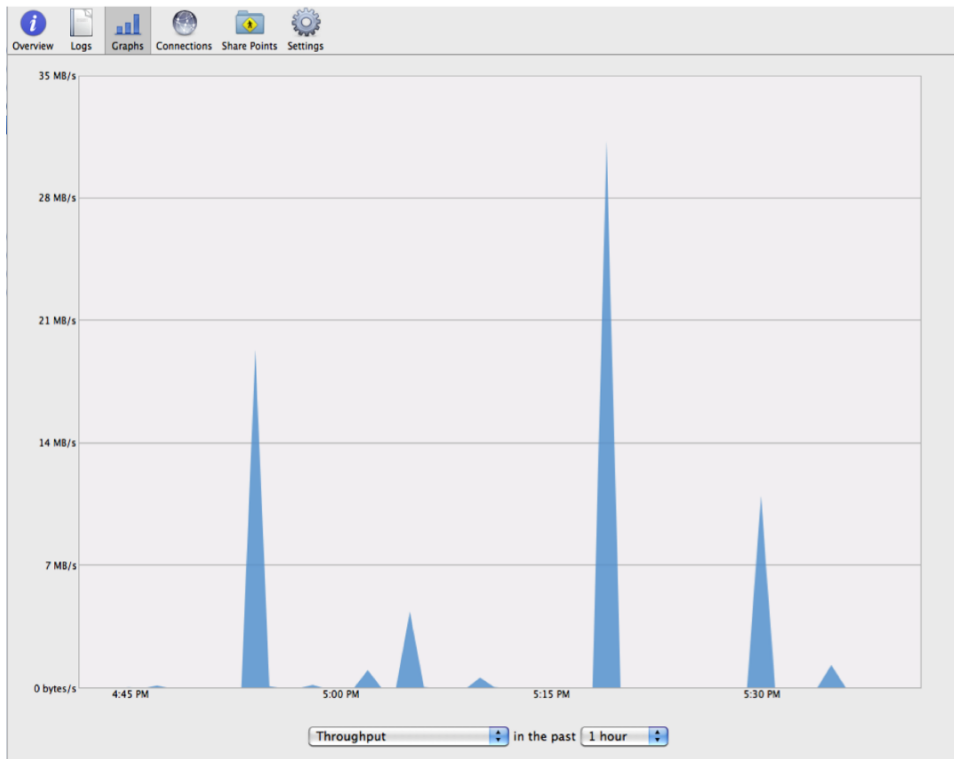 Overview Logs Graphs Connections Share Points Settings
35 MB/s
28 MB/s
21 MB/s
14 MB/s
7 MB/s
0 bytes/s
4:45 PM 5:00 PM 5:15 PM 5:30 PM
Throughput in the past 1 hour